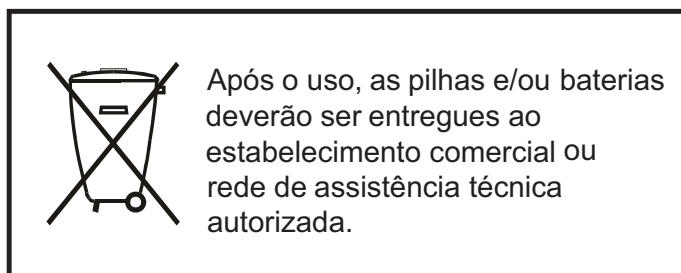 Após o uso, as pilhas e/ou baterias
deverão ser entregues ao
estabelecimento comercial ou
rede de assistência técnica
autorizada.